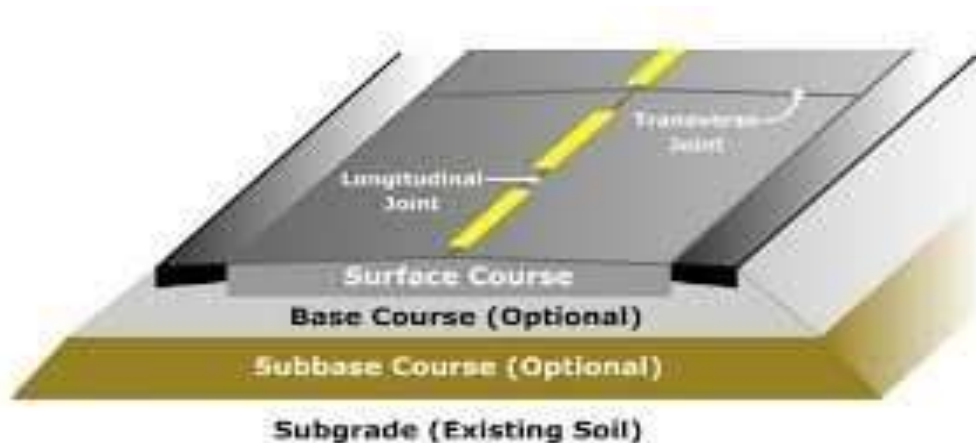 Transverse
Joint
Longitudinal
Joint
Surface Course
Base Course (Optional)
Subbase Course (Optional)
Subgrade (Existing Soil)